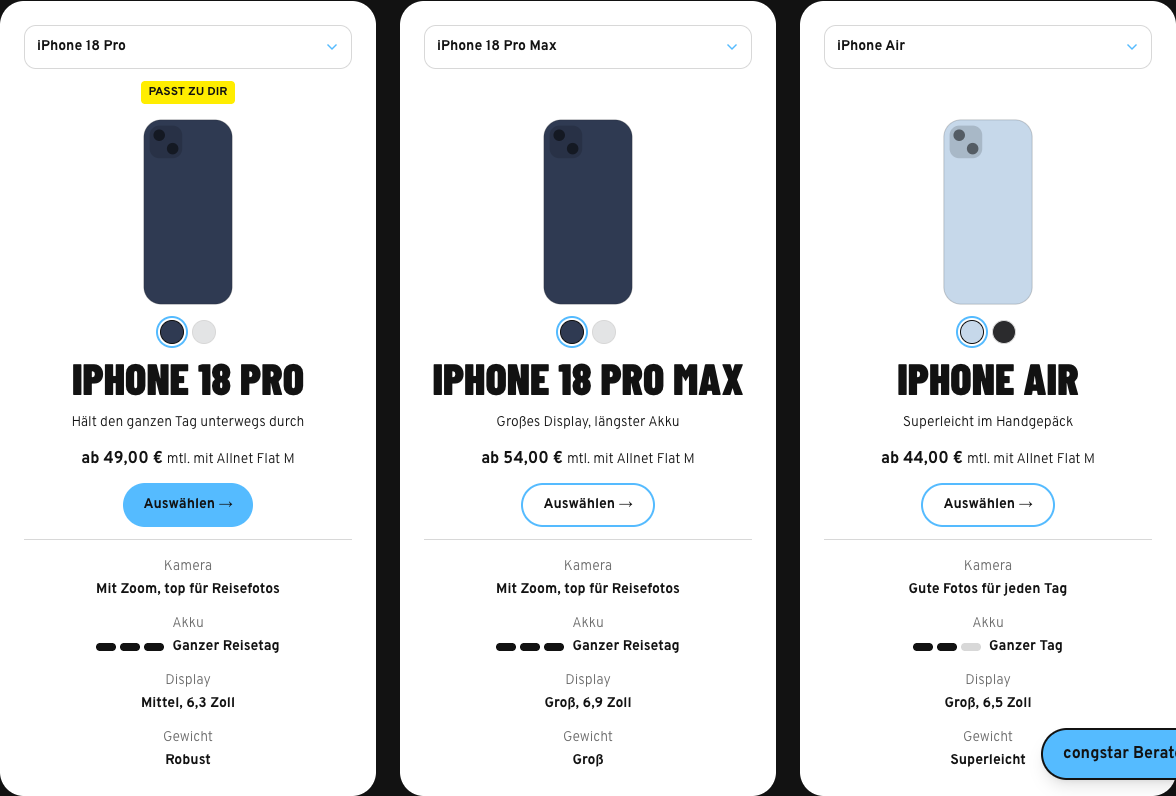 iPhone 18 Pro
PASST ZU DIR
IPHONE 18 PRO
Hält den ganzen Tag unterwegs durch
ab 49,00 € mtl. mit Allnet Flat M
Auswählen →
Kamera
Mit Zoom, top für Reisefotos
Akku
Ganzer Reisetag
Display
Mittel, 6,3 Zoll
Gewicht
Robust
iPhone 18 Pro Max
IPHONE 18 PRO MAX
Großes Display, längster Akku
ab 54,00 € mtl. mit Allnet Flat M
Auswählen →
Kamera
Mit Zoom, top für Reisefotos
Akku
Ganzer Reisetag
Display
Groß, 6,9 Zoll
Gewicht
Groß
iPhone Air
IPHONE AIR
Superleicht im Handgepäck
ab 44,00 € mtl. mit Allnet Flat M
Auswählen →
Kamera
Gute Fotos für jeden Tag
Akku
Ganzer Tag
Display
Groß, 6,5 Zoll
Gewicht
Superleicht
congstar